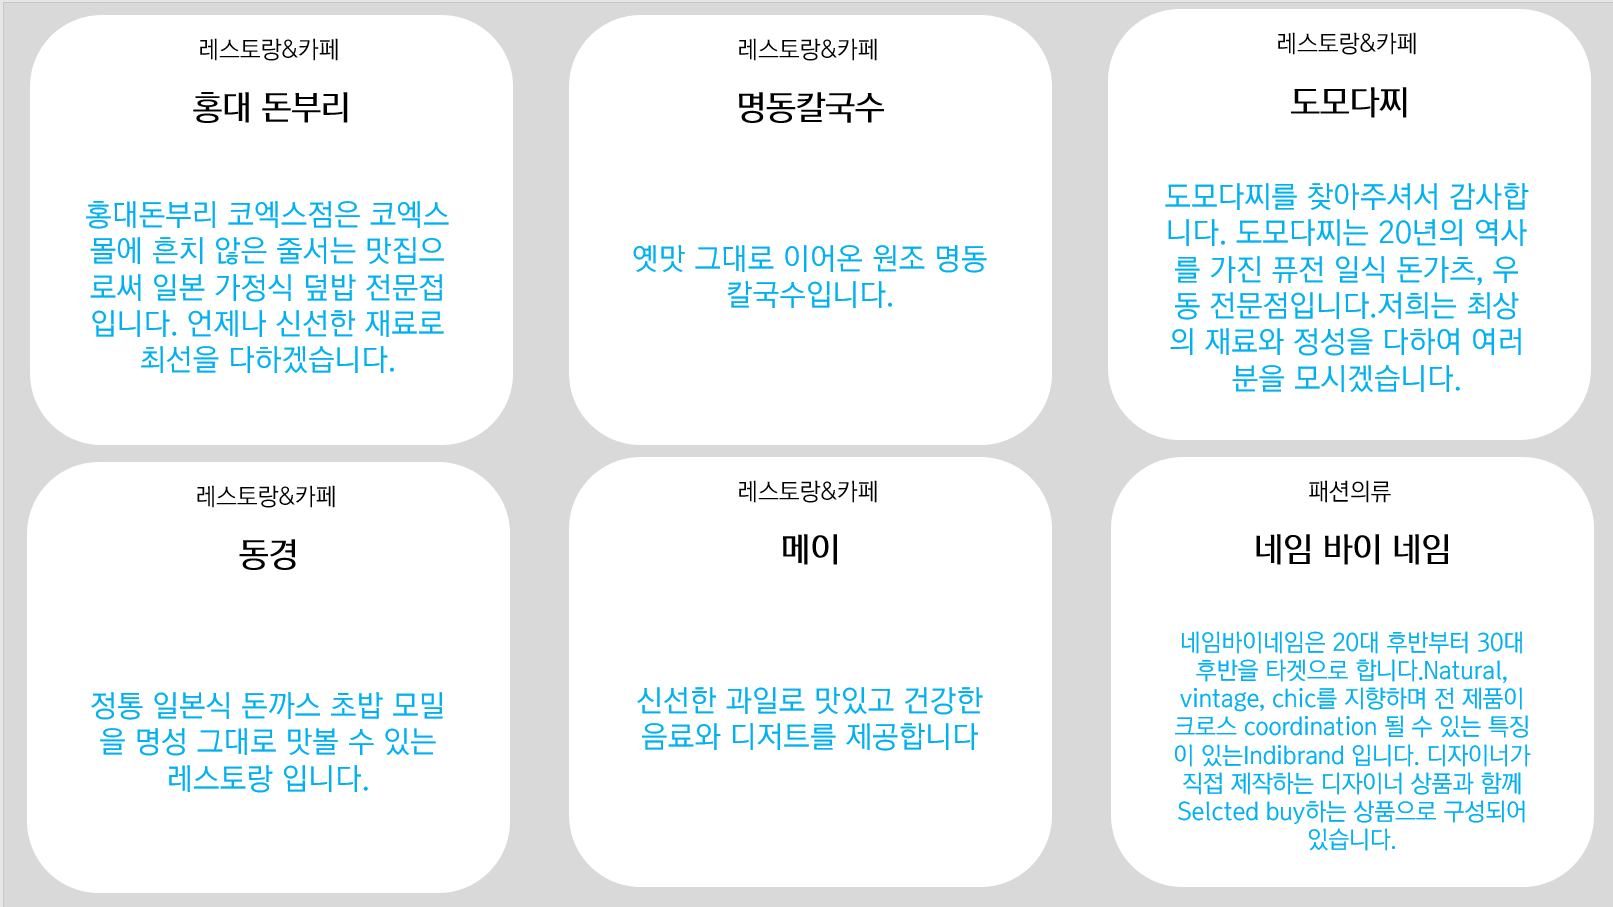 레스토랑&카페
홍대 돈부리
홍대돈부리 코엑스점은 코엑스
몰에 흔치 않은 줄서는 맛집으
로써 일본 가정식 덮밥 전문접
입니다. 언제나 신선한 재료로
최선을 다하겠습니다.
레스토랑&카페
명동칼국수
옛맛 그대로 이어온 원조 명동
칼국수입니다.
레스토랑&카페
도모다찌
도모다찌를 찾아주셔서 감사합
니다. 도모다찌는 20년의 역사
를 가진 퓨전 일식 돈가츠, 우
동 전문점입니다.저희는 최상
의 재료와 정성을 다하여 여러
분을 모시겠습니다.
레스토랑&카페
동경
정통 일본식 돈까스 초밥 모밀
을 명성 그대로 맛볼 수 있는
레스토랑 입니다.
레스토랑&카페
메이
신선한 과일로 맛있고 건강한
음료와 디저트를 제공합니다
패션의류
네임 바이 네임
네임바이네임은 20대 후반부터 30대
후반을 타겟으로 합니다.Natural,
vintage, chic를 지향하며 전 제품이
크로스 coordination 될 수 있는 특징
이 있는Indibrand 입니다. 디자이너가
직접 제작하는 디자이너 상품과 함께
Selcted buy하는 상품으로 구성되어
있습니다.